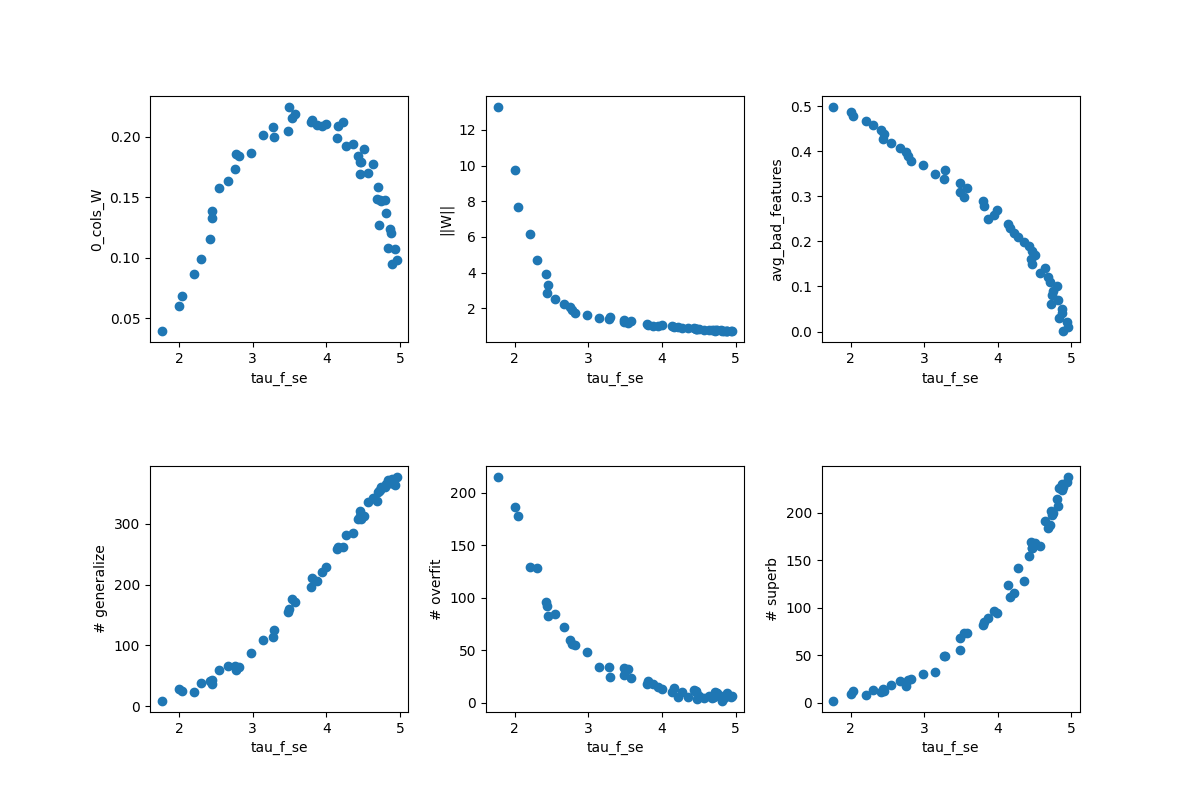 0_cols_W
0.20
0.15
0.10
0.05
2 3 4 5
tau_f_se
||W||
12
10
8
6
4
2
2 3 4 5
tau_f_se
avg_bad_features
0.5
0.4
0.3
0.2
0.1
0.0
2 3 4 5
tau_f_se
# generalize
300
200
100
0
2 3 4 5
tau_f_se
# overfit
200
150
100
50
0
2 3 4 5
tau_f_se
# superb
200
150
100
50
0
2 3 4 5
tau_f_se